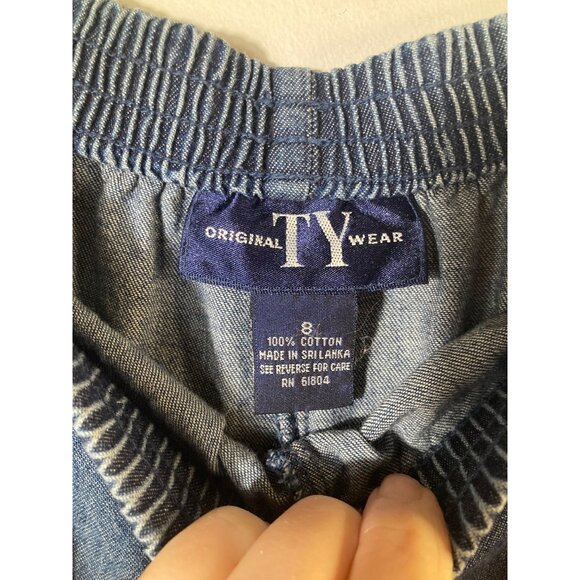 ORIGINAL TY WEAR
8
100% COTTON
MADE IN SRI LANKA
SEE REVERSE FOR CARE
RN 61804